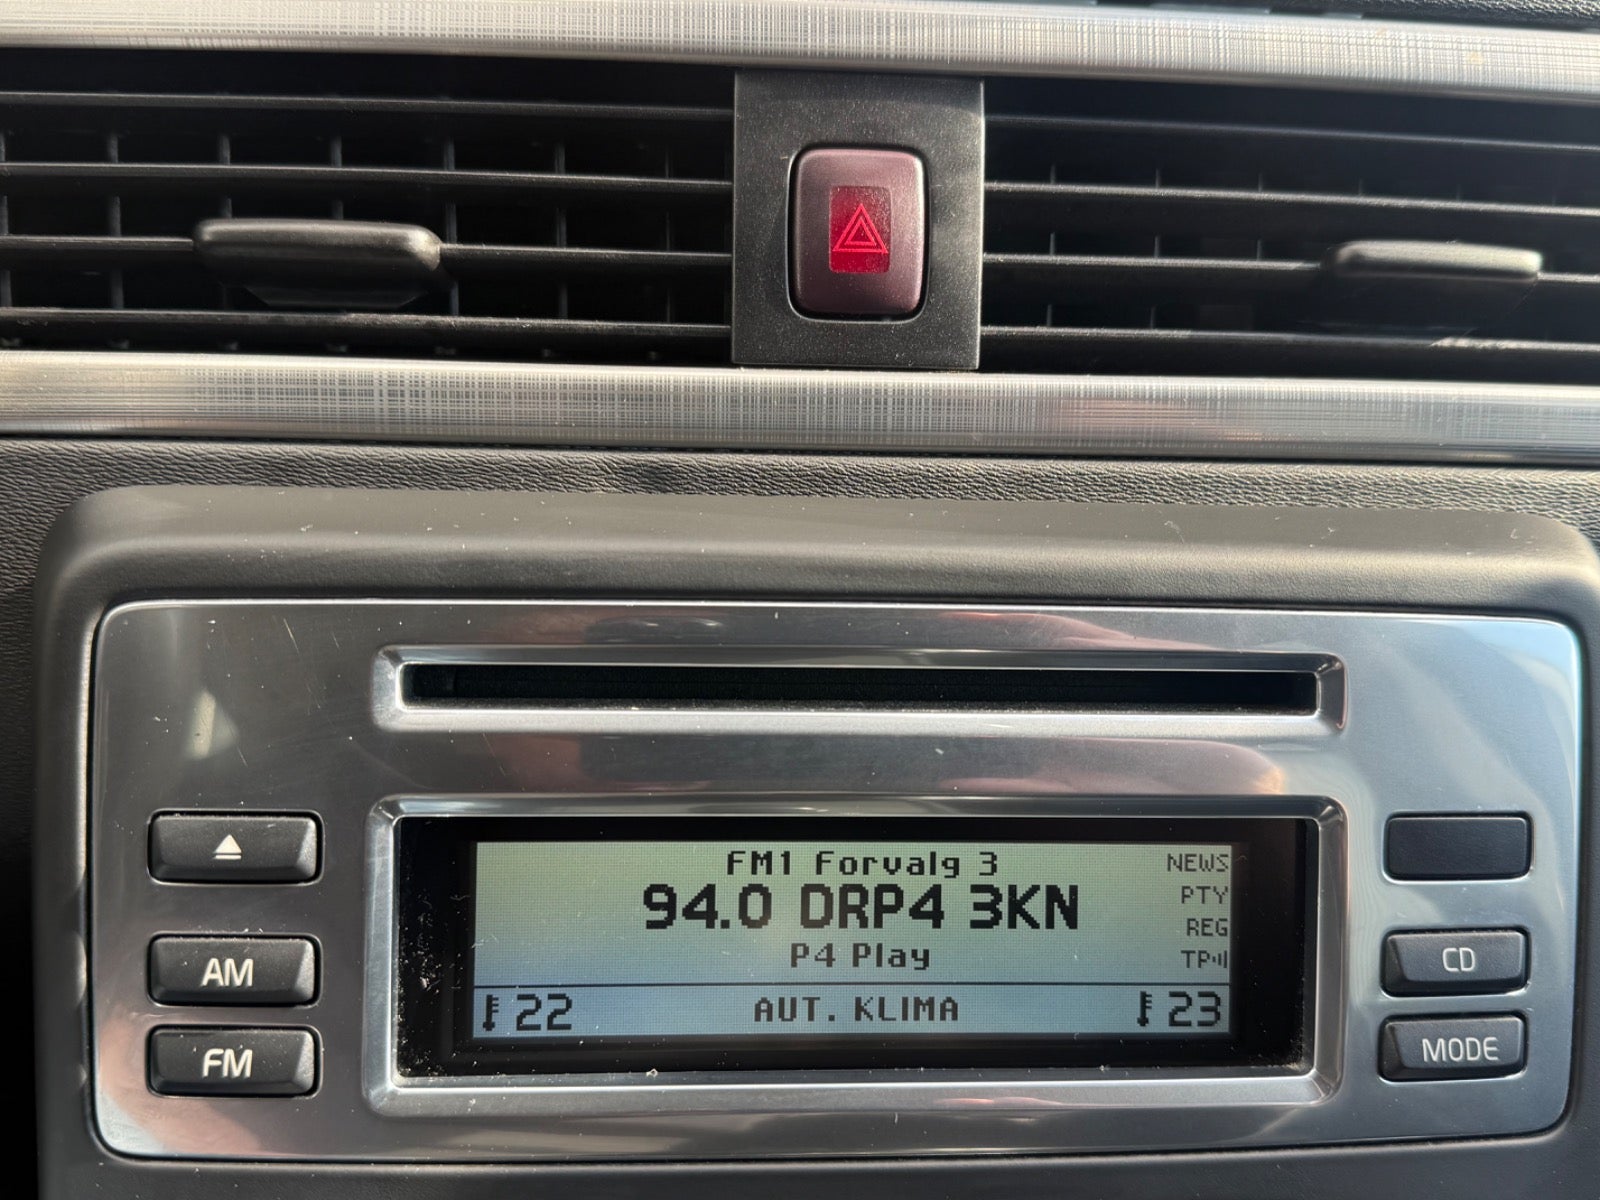 FM1 Forvalg 3
94.0 DRP4 3KN
P4 Play
NEWS
PTY
REG
TP
22 AUT. KLIMA 23
AM
FM
CD
MODE